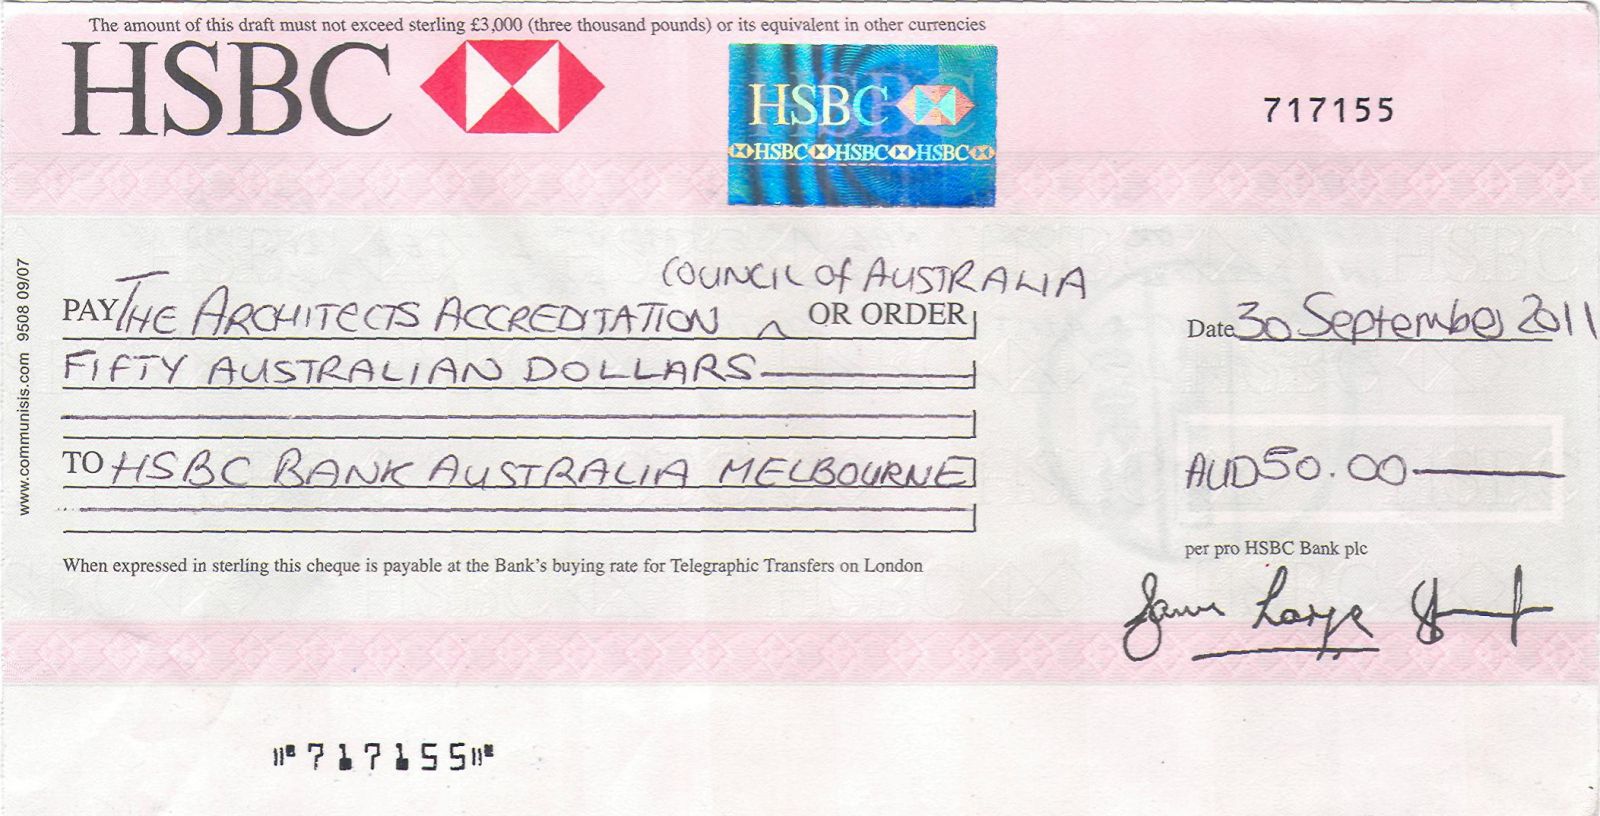 The amount of this draft must not exceed sterling £3,000 (three thousand pounds) or its equivalent in other currencies
HSBC
HSBC
HSBC HSBC HSBC
717155
www.communisis.com 9508 09/07
COUNCIL Of AUSTRALIA
PAY THE ARCHITECTS ACCREDITATION ^ OR ORDER
Date 30 September 2011
FIFTY AUSTRALIAN DOLLARS
TO HSBC BANK AUSTRALIA MELBOURNE
AUD50.00
per pro HSBC Bank plc
When expressed in sterling this cheque is payable at the Bank's buying rate for Telegraphic Transfers on London
⑈717155⑈